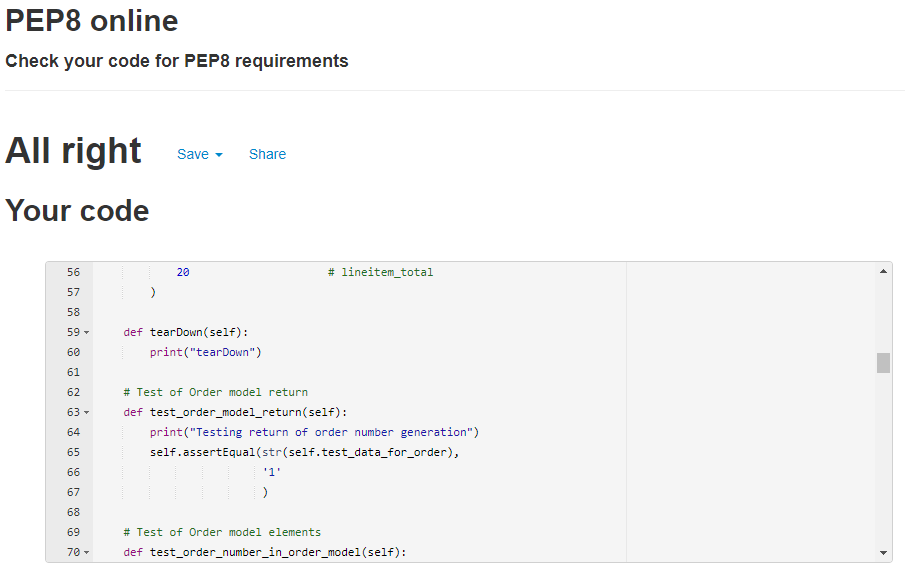 PEP8 online
Check your code for PEP8 requirements
All right Save Share
Your code
56 20 # lineitem_total
57 )
58
59 def tearDown(self):
60 print("tearDown")
61
62 # Test of Order model return
63 def test_order_model_return(self):
64 print("Testing return of order number generation")
65 self.assertEqual(str(self.test_data_for_order),
66 '1'
67 )
68
69 # Test of Order model elements
70 def test_order_number_in_order_model(self):